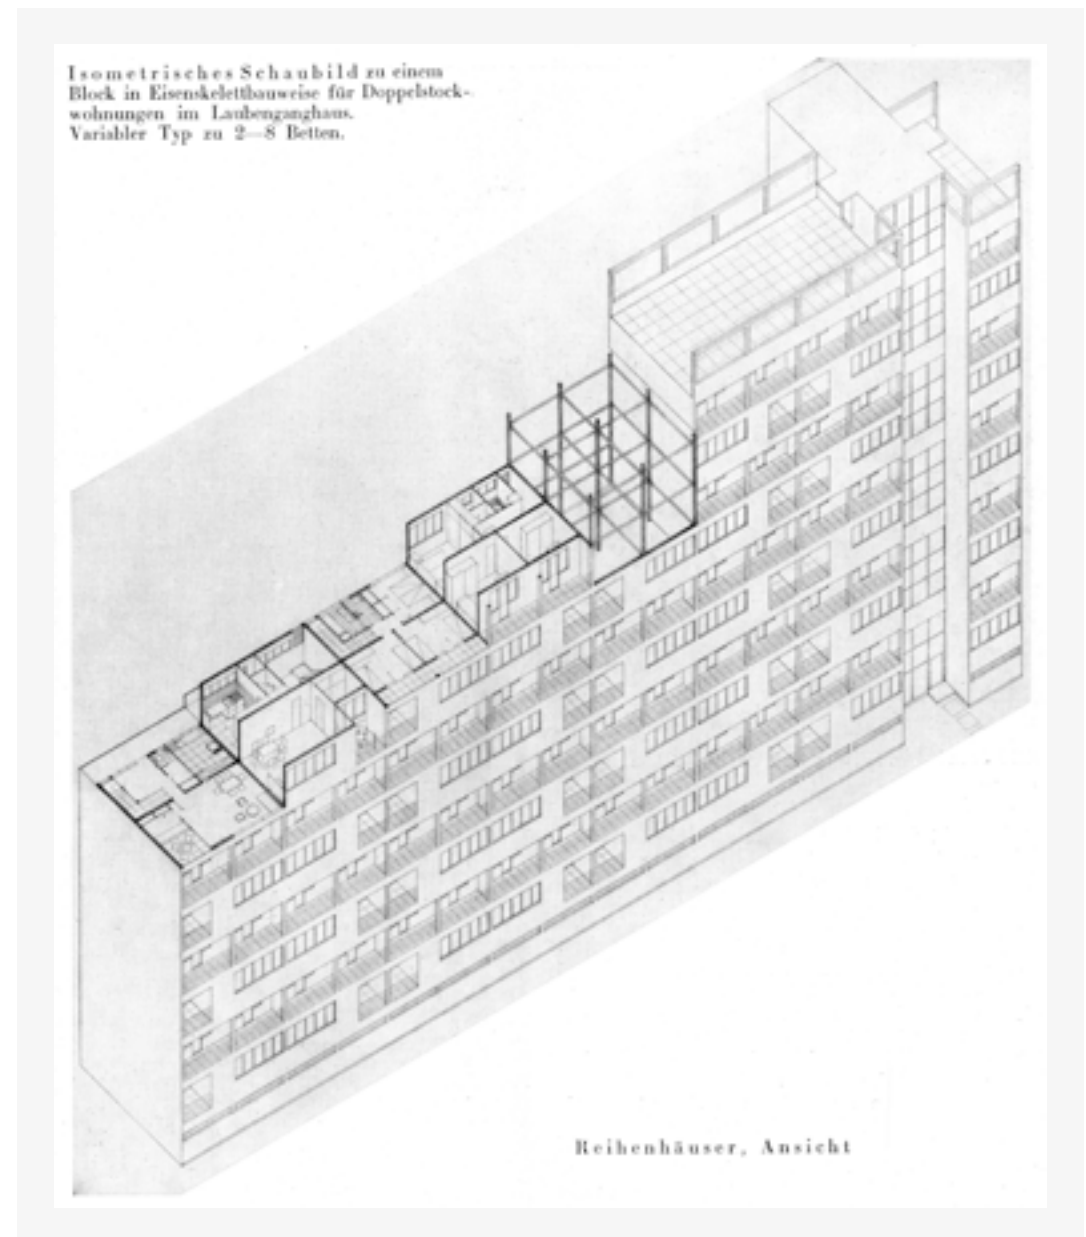 Isometrisches Schaubild zu einem
Block in Eisenskelettbauweise für Doppelstock-
wohnungen im Laubenganghaus.
Variabler Typ zu 2—8 Betten.
Reihenhäuser, Ansicht